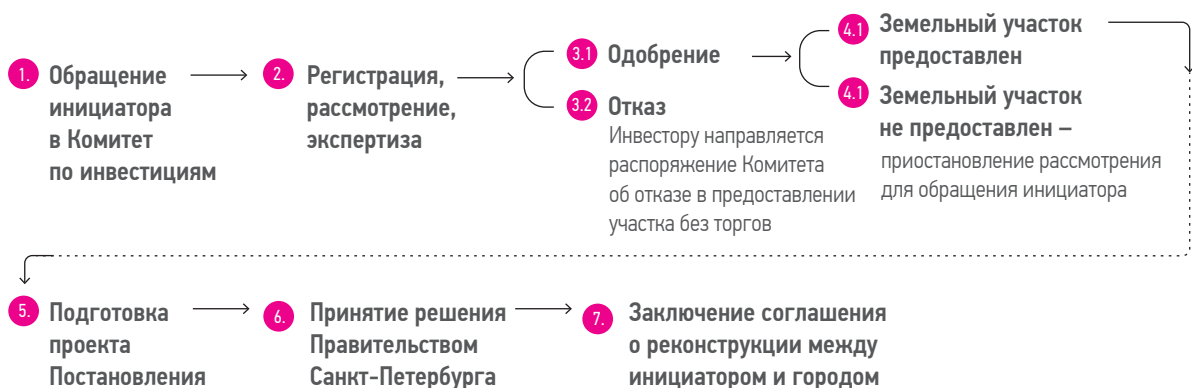 1. Обращение
инициатора
в Комитет
по инвестициям
2. Регистрация,
рассмотрение,
экспертиза
3.1 Одобрение
3.2 Отказ
Инвестору направляется
распоряжение Комитета
об отказе в предоставлении
участка без торгов
4.1 Земельный участок
предоставлен
4.1 Земельный участок
не предоставлен –
приостановление рассмотрения
для обращения инициатора
5. Подготовка
проекта
Постановления
6. Принятие решения
Правительством
Санкт-Петербурга
7. Заключение соглашения
о реконструкции между
инициатором и городом